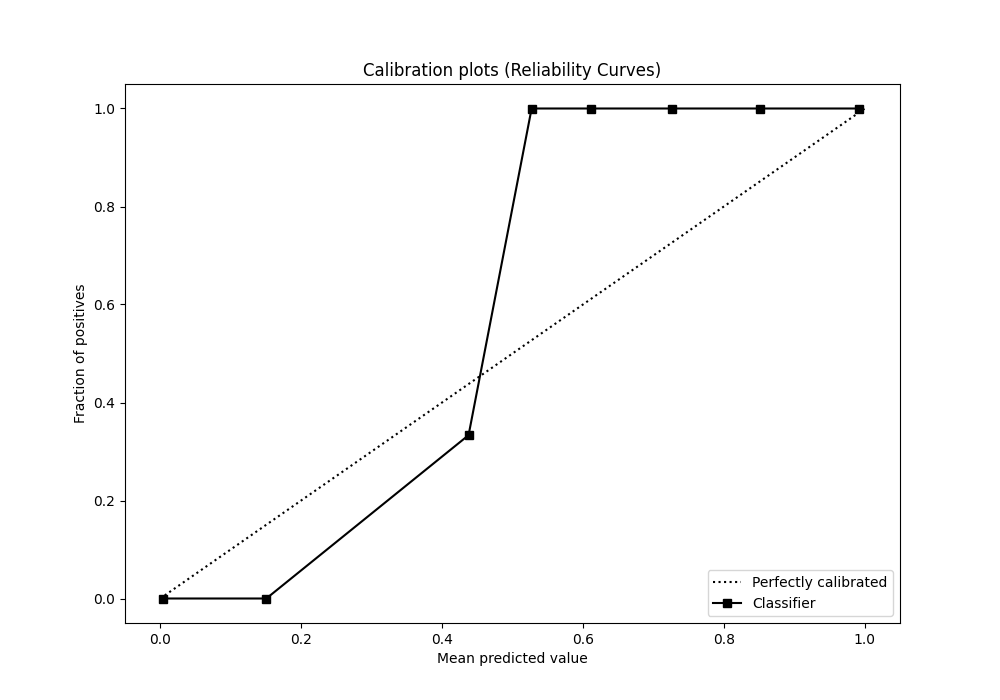 Calibration plots (Reliability Curves)
1.0
0.8
0.6
0.4
0.2
0.0
Fraction of positives
0.0 0.2 0.4 0.6 0.8 1.0
Mean predicted value
Perfectly calibrated
Classifier